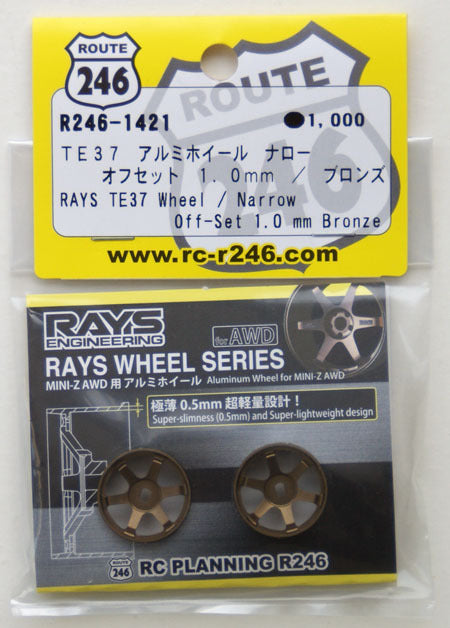 ROUTE
246
ROUTE
246
R246-1421 ●1,000
TE37 アルミホイール ナロー
オフセット 1.0mm / ブロンズ
RAYS TE37 Wheel / Narrow
Off-Set 1.0 mm Bronze
www.rc-r246.com
RAYS
ENGINEERING
for AWD
RAYS WHEEL SERIES
MINI-Z AWD 用 アルミホイール Aluminum Wheel for MINI-Z AWD
極薄 0.5mm 超軽量設計！
Super-slimness (0.5mm) and Super-lightweight design
ROUTE
246
RC PLANNING R246